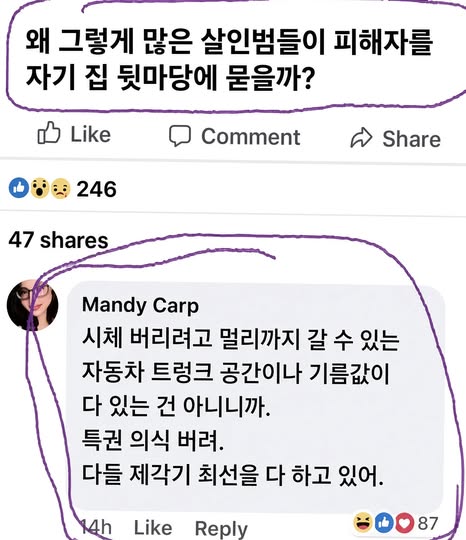 왜 그렇게 많은 살인범들이 피해자를
자기 집 뒷마당에 묻을까?
Like Comment Share
246
47 shares
Mandy Carp
시체 버리려고 멀리까지 갈 수 있는
자동차 트렁크 공간이나 기름값이
다 있는 건 아니니까.
특권 의식 버려.
다들 제각기 최선을 다 하고 있어.
14h Like Reply 87